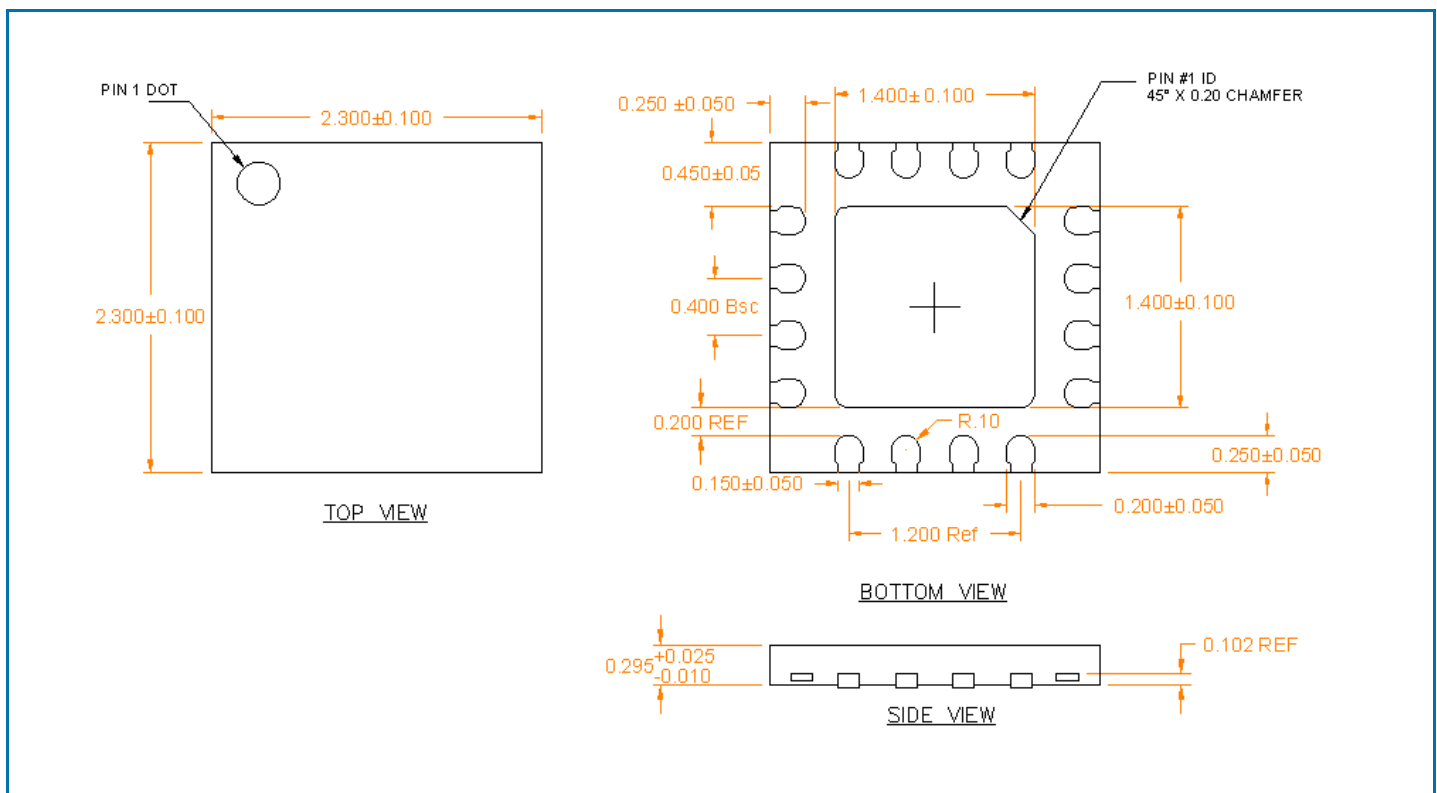 PIN 1 DOT
2.300±0.100
2.300±0.100
TOP VIEW
0.250 ±0.050
1.400±0.100
PIN #1 ID
45° X 0.20 CHAMFER
0.450±0.05
0.400 Bsc
1.400±0.100
0.200 REF
R.10
0.250±0.050
0.150±0.050
0.200±0.050
1.200 Ref
BOTTOM VIEW
0.295 +0.025
-0.010
0.102 REF
SIDE VIEW